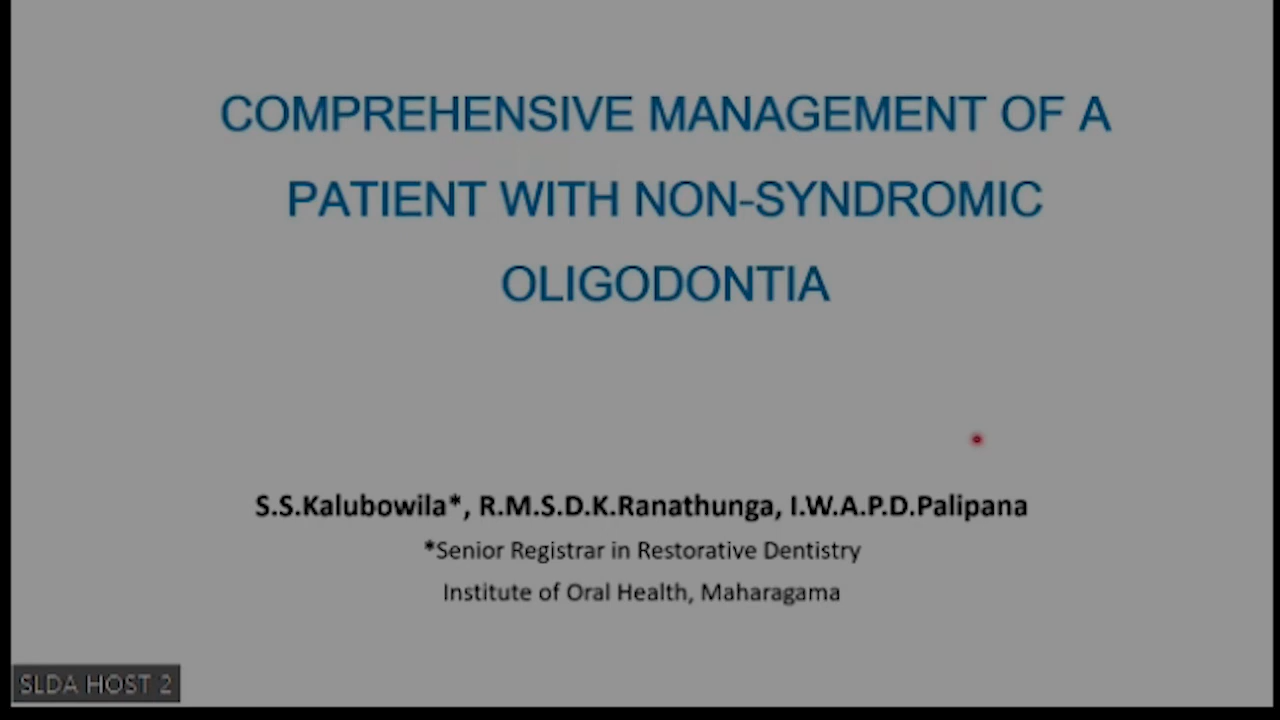 COMPREHENSIVE MANAGEMENT OF A
PATIENT WITH NON-SYNDROMIC
OLIGODONTIA
S.S.Kalubowila*, R.M.S.D.K.Ranathunga, I.W.A.P.D.Palipana
*Senior Registrar in Restorative Dentistry
Institute of Oral Health, Maharagama
SLDA HOST 2